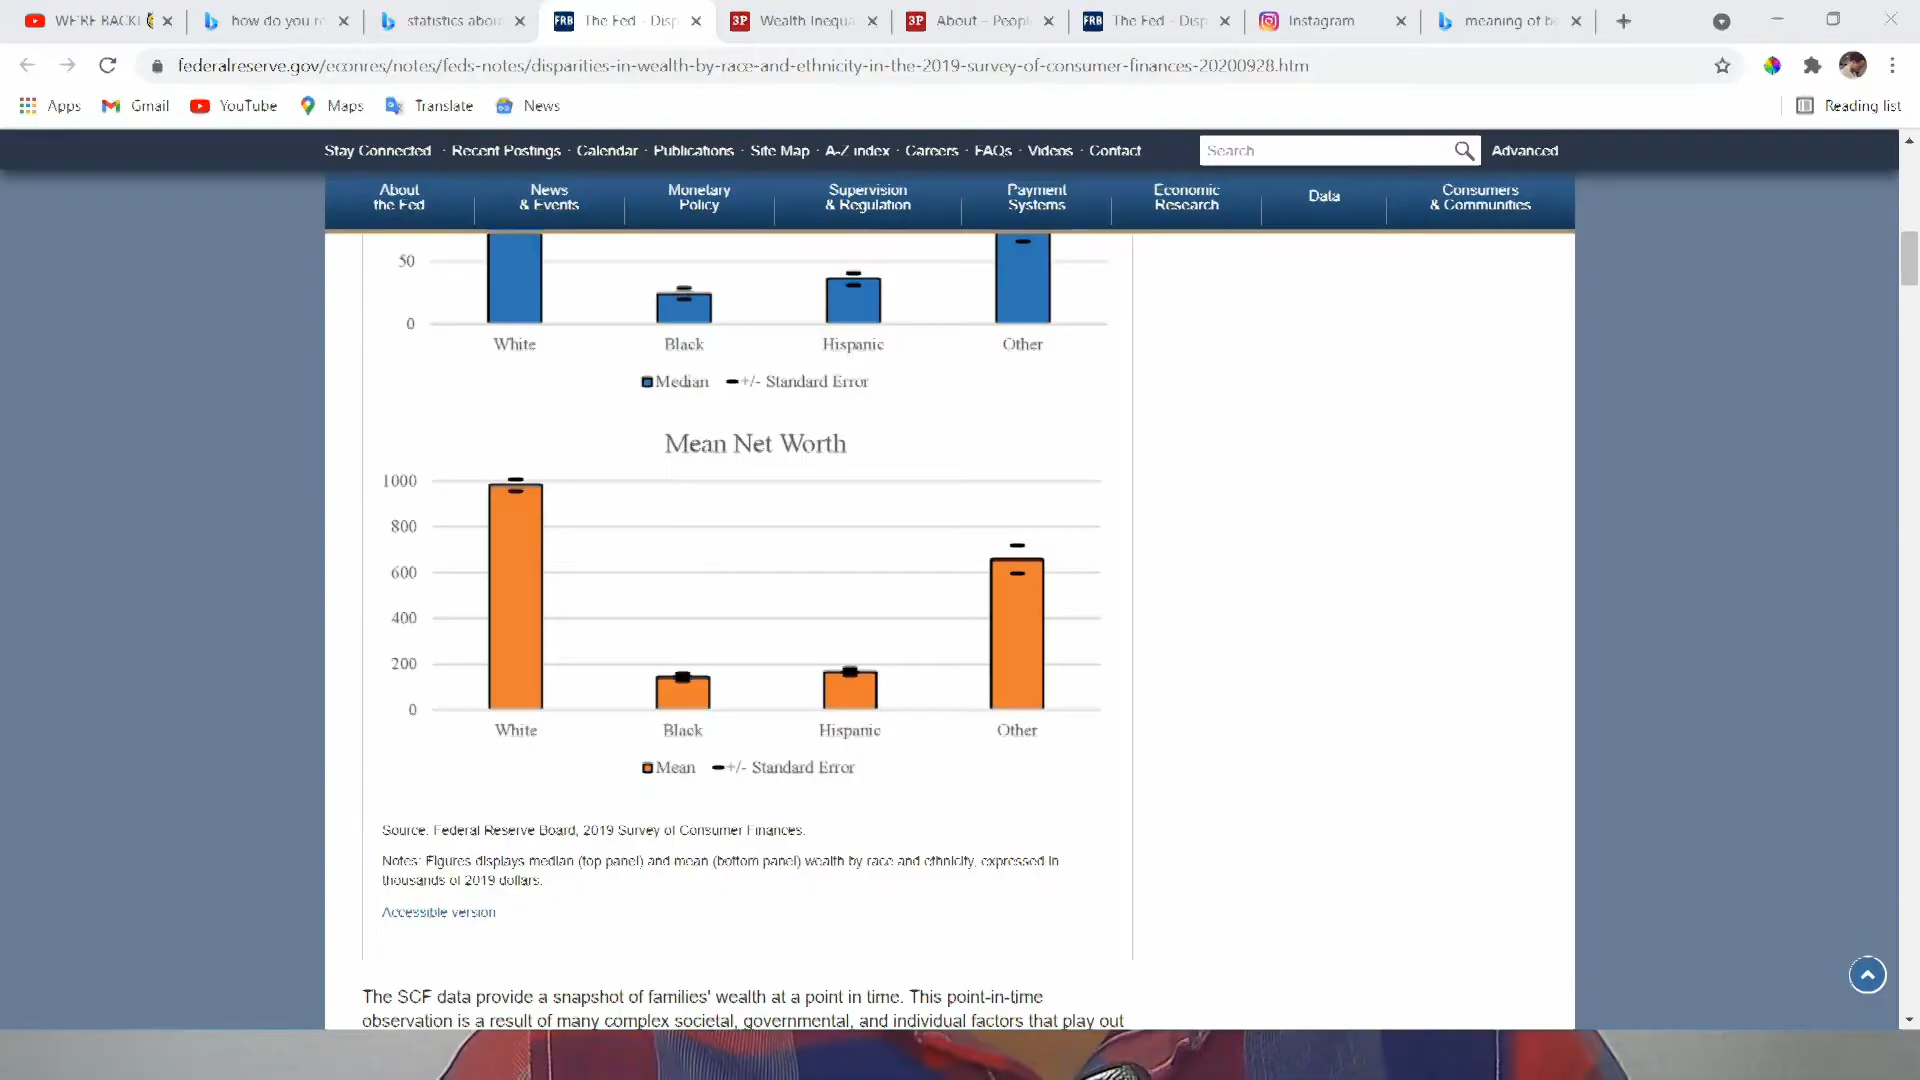 WE'RE BACK!
how do you r
statistics abou
FRB The Fed - Disp
3P Wealth Inequa
3P About – Peopl
FRB The Fed - Disp
Instagram
meaning of b
federalreserve.gov/econres/notes/feds-notes/disparities-in-wealth-by-race-and-ethnicity-in-the-2019-survey-of-consumer-finances-20200928.htm
Apps Gmail YouTube Maps Translate News Reading list
Stay Connected · Recent Postings · Calendar · Publications · Site Map · A-Z index · Careers · FAQs · Videos · Contact Search Advanced
About the Fed
News & Events
Monetary Policy
Supervision & Regulation
Payment Systems
Economic Research
Data
Consumers & Communities
50
0
White Black Hispanic Other
Median +/- Standard Error
Mean Net Worth
1000
800
600
400
200
0
White Black Hispanic Other
Mean +/- Standard Error
Source: Federal Reserve Board, 2019 Survey of Consumer Finances.
Notes: Figures displays median (top panel) and mean (bottom panel) wealth by race and ethnicity, expressed in
thousands of 2019 dollars.
Accessible version
The SCF data provide a snapshot of families' wealth at a point in time. This point-in-time
observation is a result of many complex societal, governmental, and individual factors that play out